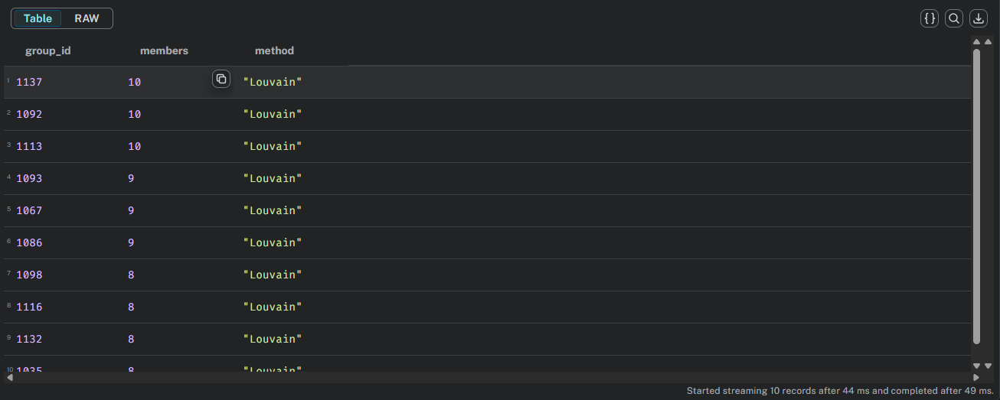 Table RAW
group_id members method
1 1137 10 "Louvain"
2 1092 10 "Louvain"
3 1113 10 "Louvain"
4 1093 9 "Louvain"
5 1067 9 "Louvain"
6 1086 9 "Louvain"
7 1098 8 "Louvain"
8 1116 8 "Louvain"
9 1132 8 "Louvain"
10 1035 8 "Louvain"
Started streaming 10 records after 44 ms and completed after 49 ms.